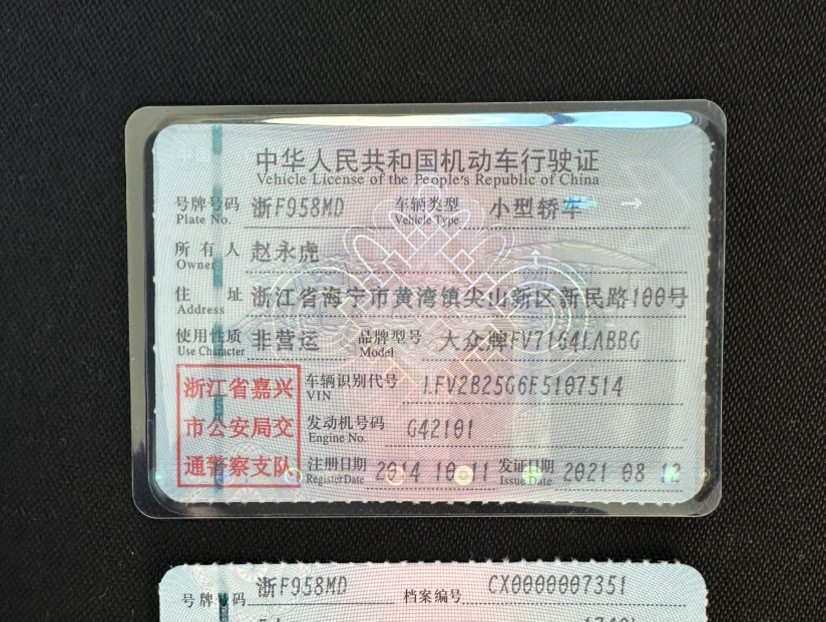 中华人民共和国机动车行驶证
Vehicle License of the People's Republic of China
号牌号码 浙F958MD 车辆类型 小型轿车
Plate No. Vehicle Type
所有人 赵永虎
Owner
住址 浙江省海宁市黄湾镇尖山新区新民路100号
Address
使用性质 非营运 品牌型号 大众牌FV7164LABBG
Use Character Model
浙江省嘉兴
市公安局交
通警察支队
车辆识别代号 LFV2B25G6E5107514
VIN
发动机号码 G42101
Engine No.
注册日期 2014 10 11 发证日期 2021 08 12
Register Date Issue Date
号牌号码 浙F958MD 档案编号 CX0000007351